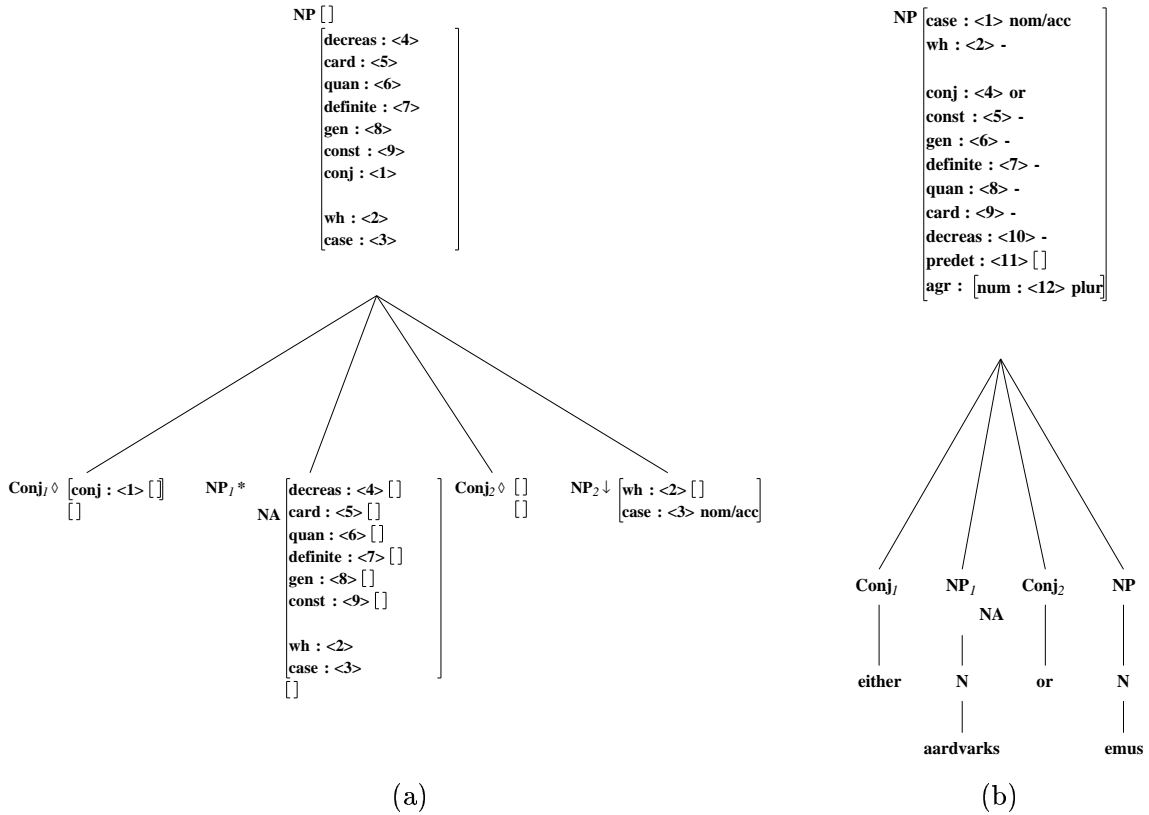 NP []
decreas : <4>
card : <5>
quan : <6>
definite : <7>
gen : <8>
const : <9>
conj : <1>
wh : <2>
case : <3>
Conj1 ◊ [conj : <1> []]
[]
NP1 *
NA
decreas : <4> []
card : <5> []
quan : <6> []
definite : <7> []
gen : <8> []
const : <9> []
wh : <2>
case : <3>
[]
Conj2 ◊ []
[]
NP2 ↓
wh : <2> []
case : <3> nom/acc
(a)
NP
case : <1> nom/acc
wh : <2> -
conj : <4> or
const : <5> -
gen : <6> -
definite : <7> -
quan : <8> -
card : <9> -
decreas : <10> -
predet : <11> []
agr : [num : <12> plur]
Conj1 NP1 Conj2 NP
NA
either N or N
aardvarks emus
(b)